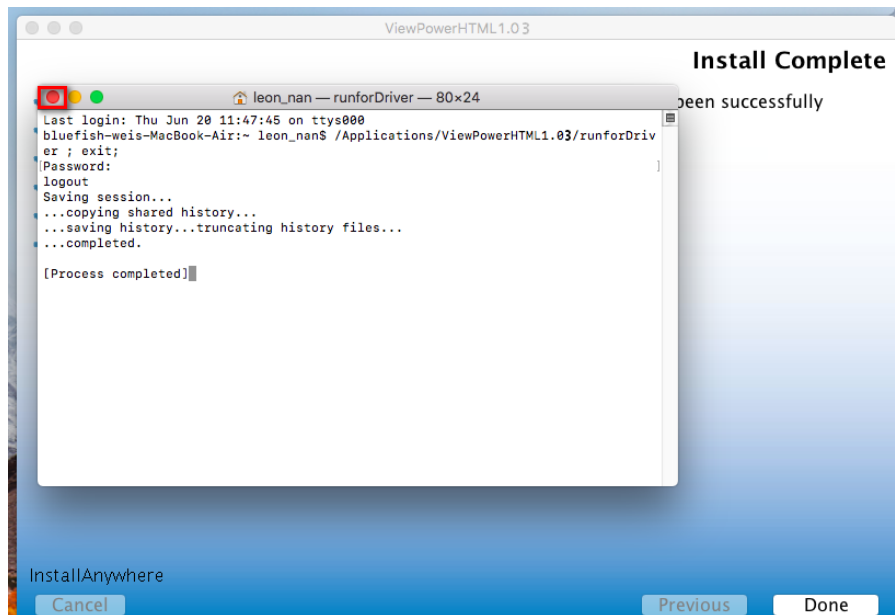 ViewPowerHTML1.03
Install Complete
been successfully
leon_nan — runforDriver — 80×24
Last login: Thu Jun 20 11:47:45 on ttys000
bluefish-weis-MacBook-Air:~ leon_nan$ /Applications/ViewPowerHTML1.03/runforDriv
er ; exit;
[Password: ]
logout
Saving session...
...copying shared history...
...saving history...truncating history files...
...completed.
[Process completed]
InstallAnywhere
Cancel
Previous
Done